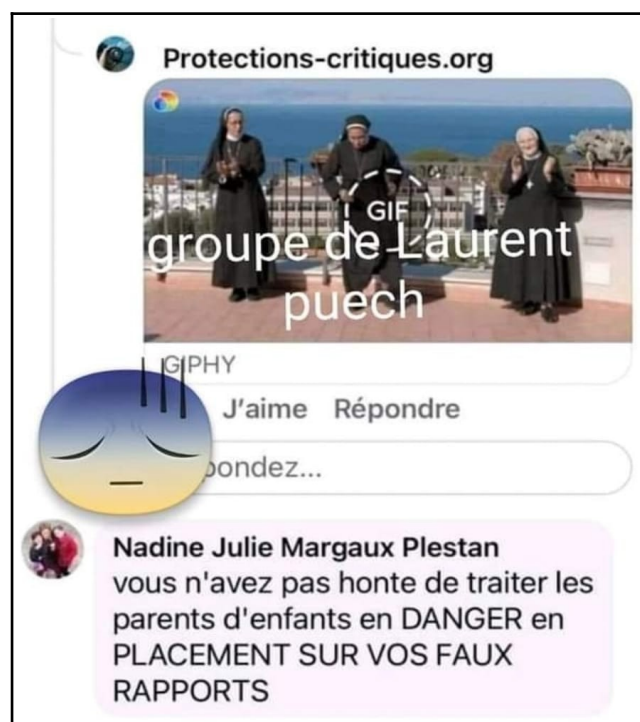 Protections-critiques.org
GIF
groupe de Laurent
puech
GIPHY
J'aime Répondre
pondez...
Nadine Julie Margaux Plestan
vous n'avez pas honte de traiter les
parents d'enfants en DANGER en
PLACEMENT SUR VOS FAUX
RAPPORTS